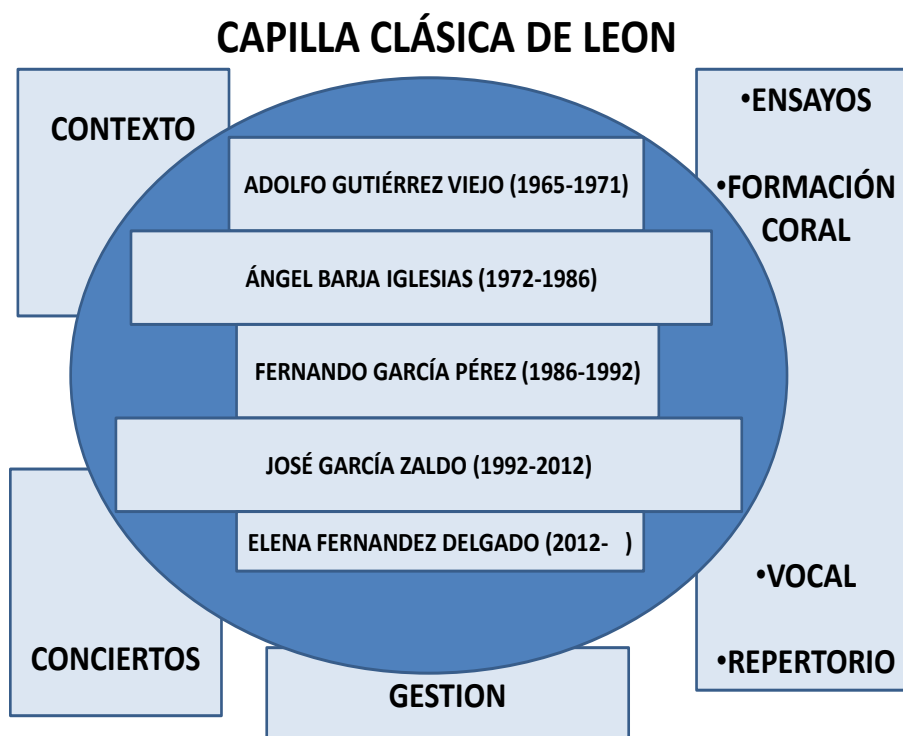 CAPILLA CLÁSICA DE LEON
CONTEXTO
ADOLFO GUTIÉRREZ VIEJO (1965-1971)
ÁNGEL BARJA IGLESIAS (1972-1986)
FERNANDO GARCÍA PÉREZ (1986-1992)
JOSÉ GARCÍA ZALDO (1992-2012)
ELENA FERNANDEZ DELGADO (2012- )
•ENSAYOS
•FORMACIÓN
CORAL
•VOCAL
•REPERTORIO
CONCIERTOS
GESTION